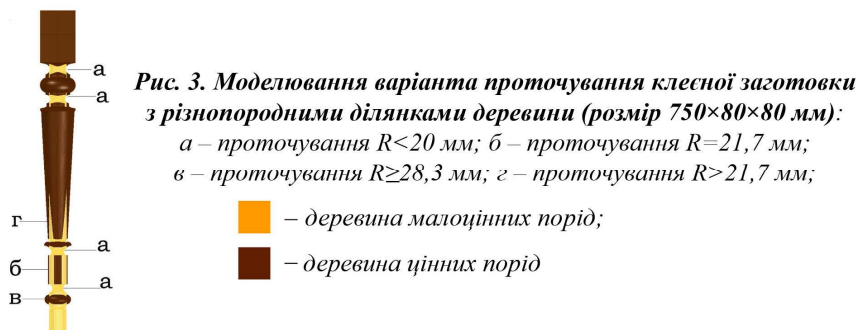 а
а
г
а
б
а
в
Рис. 3. Моделювання варіанта проточування клеєної заготовки
з різнопородними ділянками деревини (розмір 750×80×80 мм):
а – проточування R<20 мм; б – проточування R=21,7 мм;
в – проточування R≥28,3 мм; г – проточування R>21,7 мм;
– деревина малоцінних порід;
– деревина цінних порід